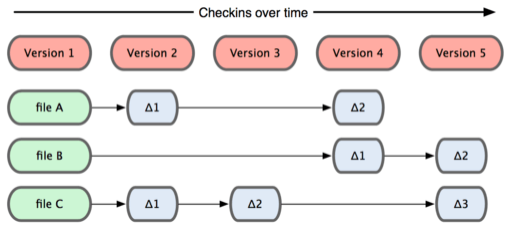 Checkins over time
Version 1 Version 2 Version 3 Version 4 Version 5
file A Δ1 Δ2
file B Δ1 Δ2
file C Δ1 Δ2 Δ3